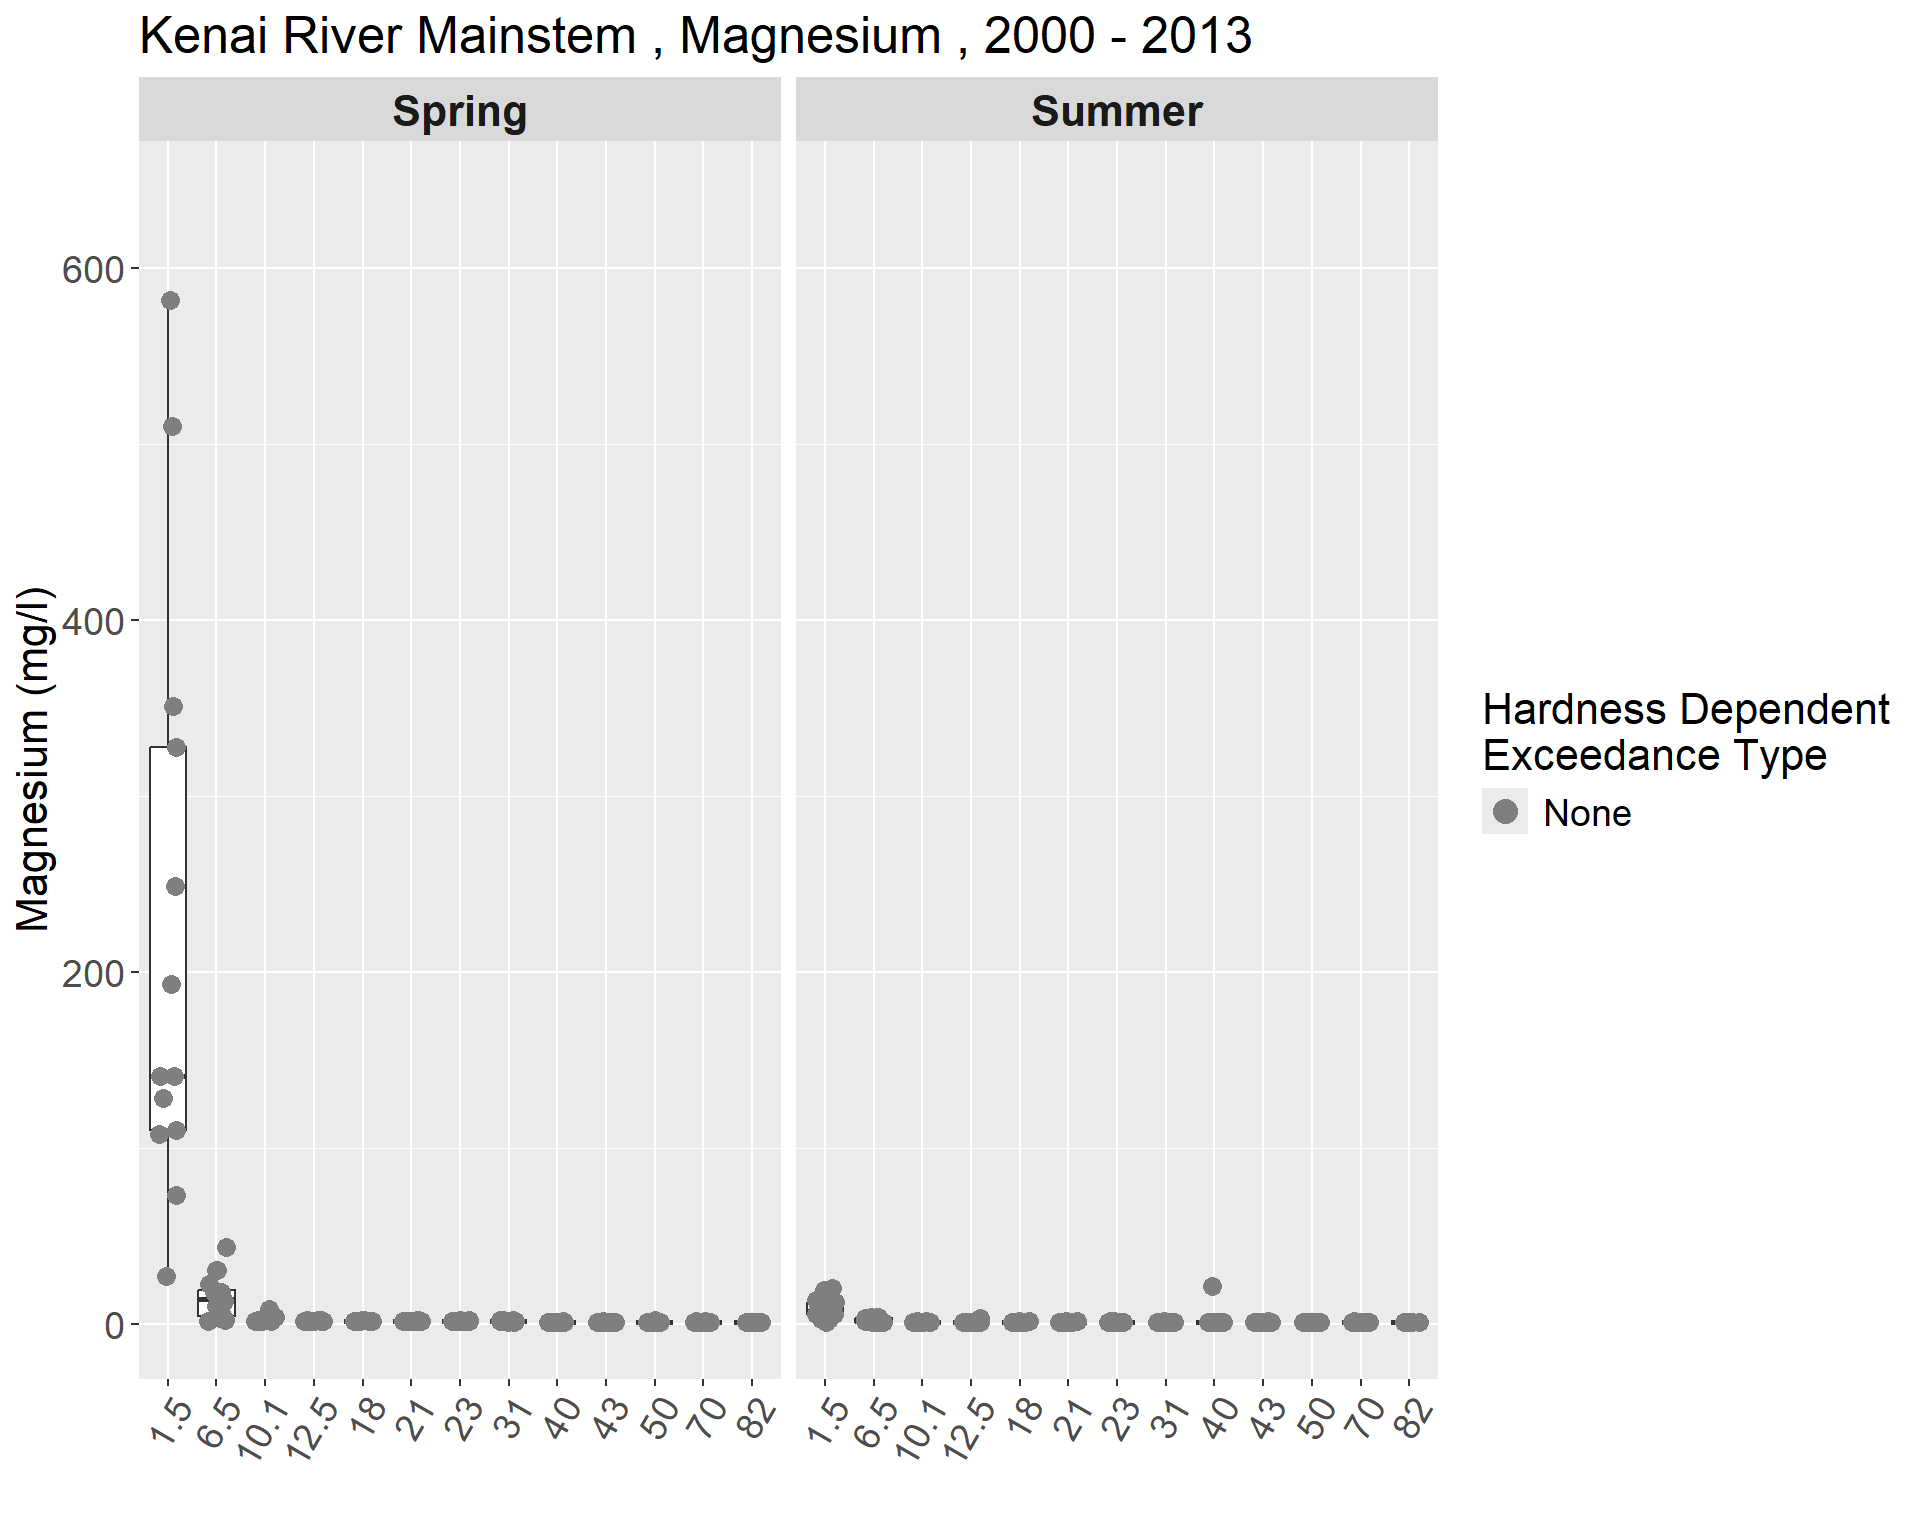 Kenai River Mainstem , Magnesium , 2000 - 2013
Spring
Summer
Magnesium (mg/l)
600
400
200
0
1.5 6.5 10.1 12.5 18 21 23 31 40 43 50 70 82
1.5 6.5 10.1 12.5 18 21 23 31 40 43 50 70 82
Hardness Dependent
Exceedance Type
None